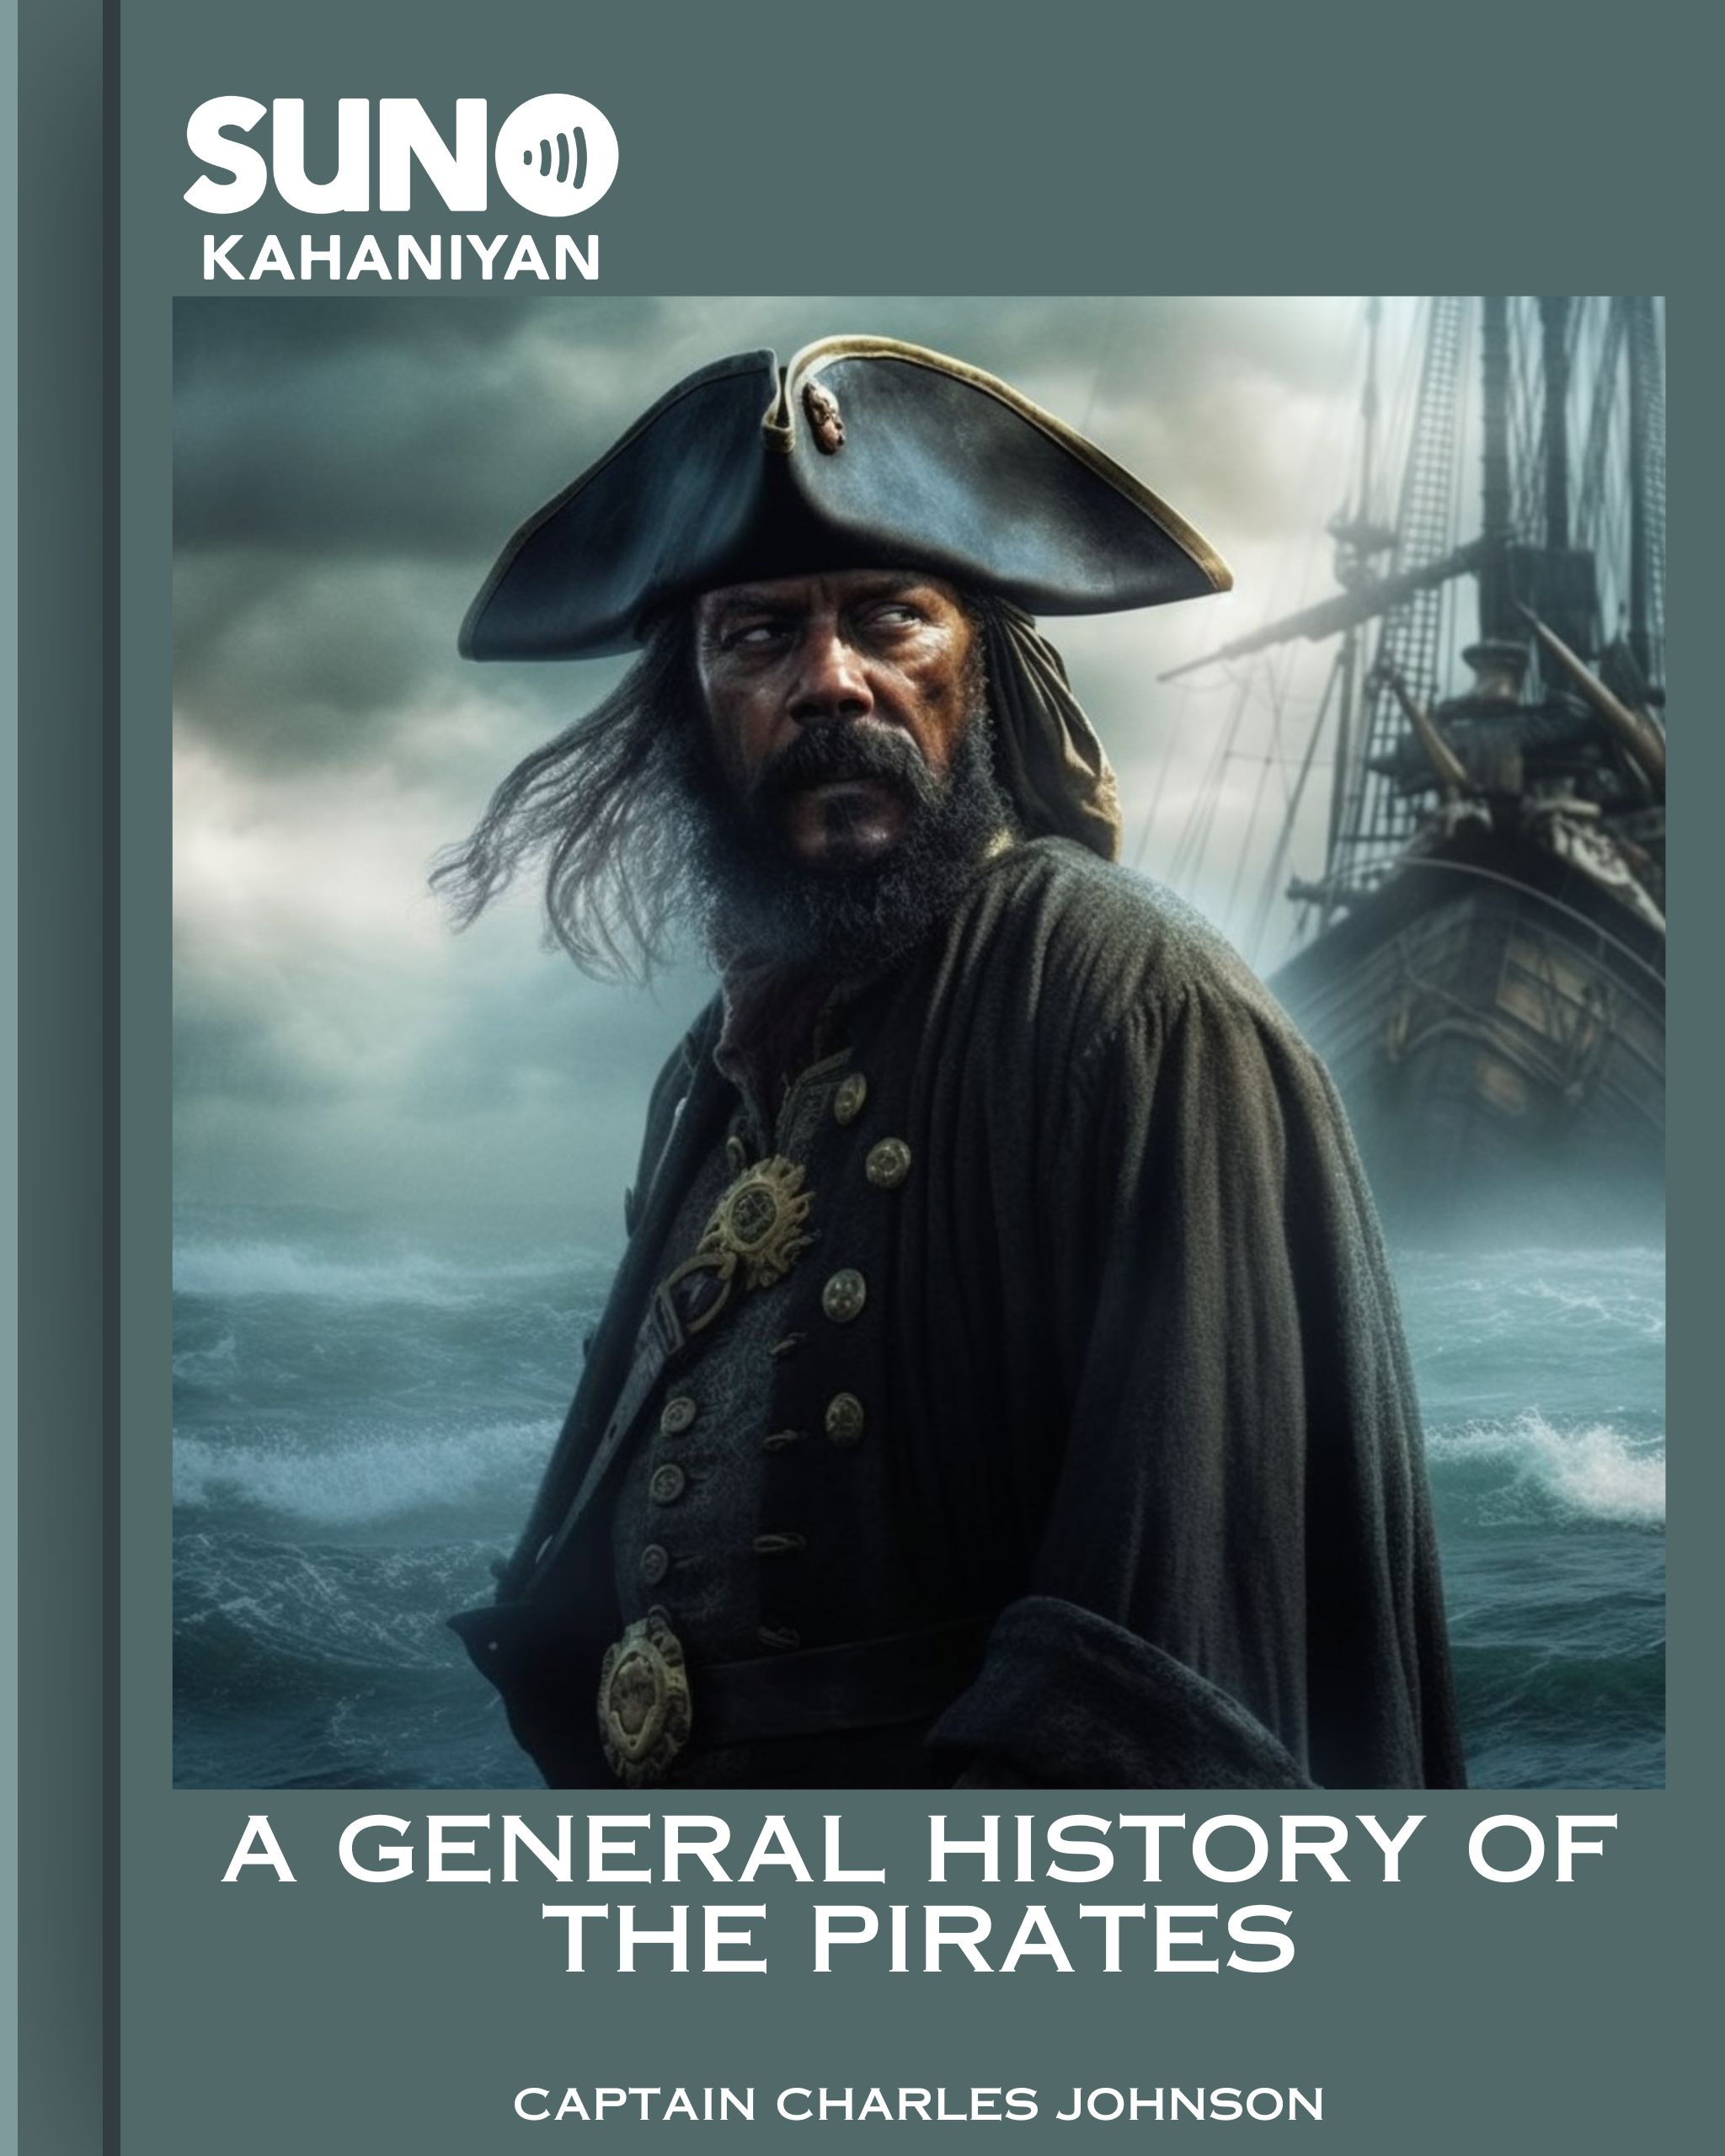 SUNO
KAHANIYAN
A GENERAL HISTORY OF
THE PIRATES
CAPTAIN CHARLES JOHNSON